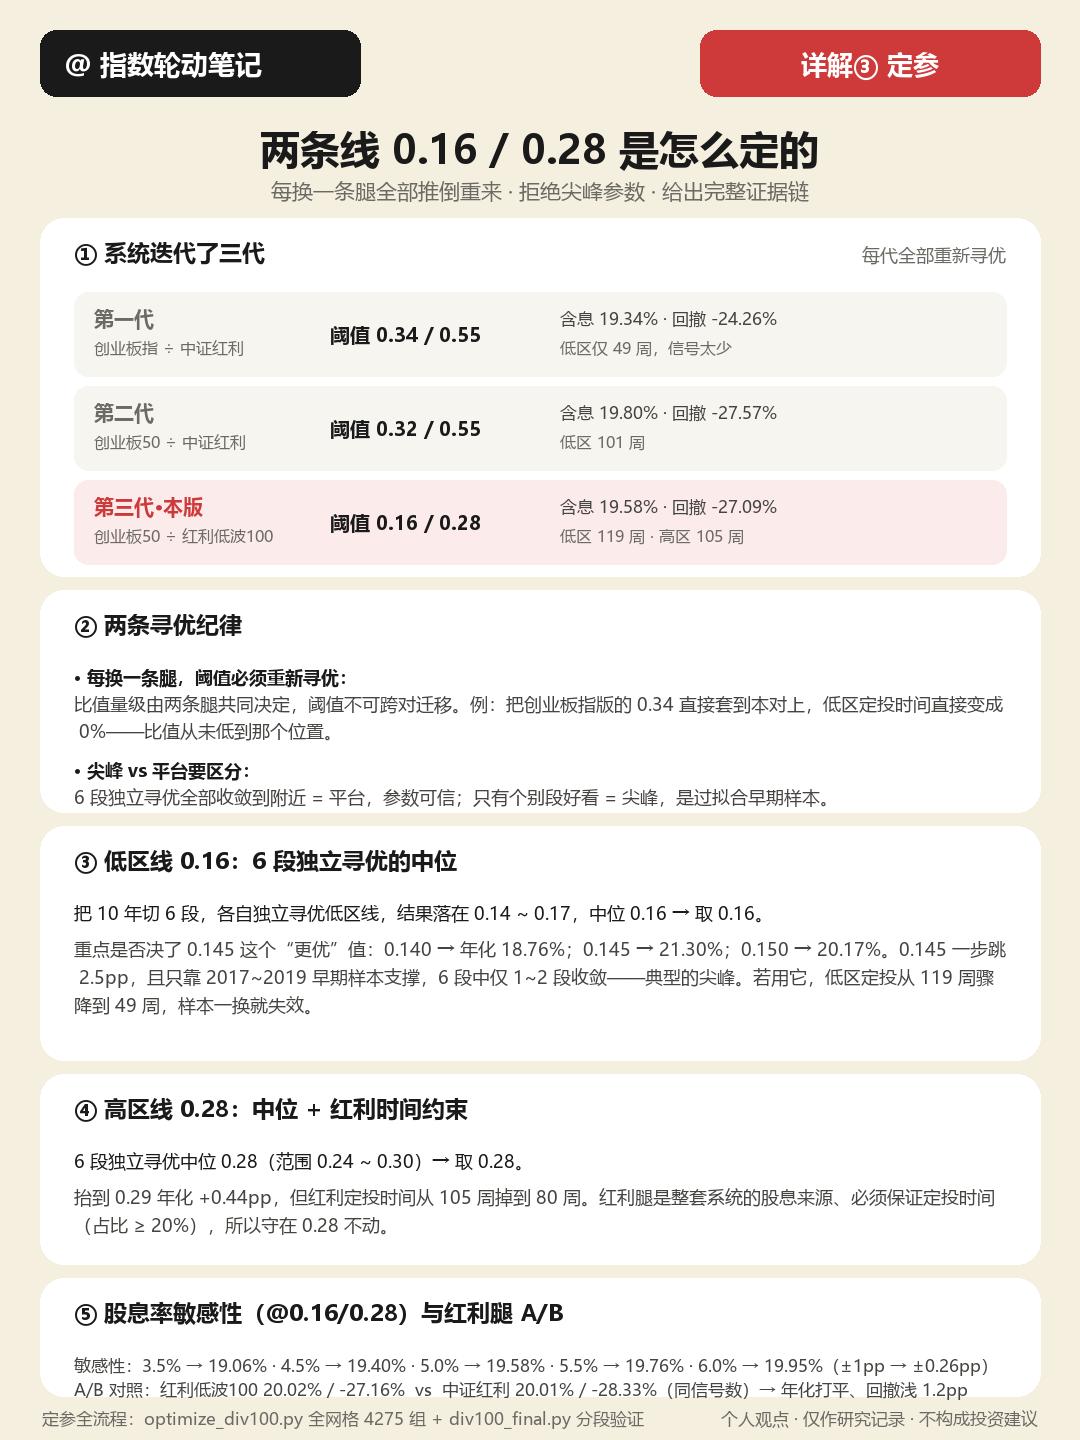 @ 指数轮动笔记
详解③ 定参
两条线 0.16 / 0.28 是怎么定的
每换一条腿全部推倒重来 · 拒绝尖峰参数 · 给出完整证据链
① 系统迭代了三代
每代全部重新寻优
第一代
创业板指 ÷ 中证红利
阈值 0.34 / 0.55
含息 19.34% · 回撤 -24.26%
低区仅 49 周，信号太少
第二代
创业板50 ÷ 中证红利
阈值 0.32 / 0.55
含息 19.80% · 回撤 -27.57%
低区 101 周
第三代·本版
创业板50 ÷ 红利低波100
阈值 0.16 / 0.28
含息 19.58% · 回撤 -27.09%
低区 119 周 · 高区 105 周
② 两条寻优纪律
• 每换一条腿，阈值必须重新寻优：
比值量级由两条腿共同决定，阈值不可跨对迁移。例：把创业板指版的 0.34 直接套到本对上，低区定投时间直接变成
0%——比值从未低到那个位置。
• 尖峰 vs 平台要区分：
6 段独立寻优全部收敛到附近 = 平台，参数可信；只有个别段好看 = 尖峰，是过拟合早期样本。
③ 低区线 0.16：6 段独立寻优的中位
把 10 年切 6 段，各自独立寻优低区线，结果落在 0.14 ~ 0.17，中位 0.16 → 取 0.16。
重点是否决了 0.145 这个“更优”值：0.140 → 年化 18.76%；0.145 → 21.30%；0.150 → 20.17%。0.145 一步跳
2.5pp，且只靠 2017~2019 早期样本支撑，6 段中仅 1~2 段收敛——典型的尖峰。若用它，低区定投从 119 周骤
降到 49 周，样本一换就失效。
④ 高区线 0.28：中位 + 红利时间约束
6 段独立寻优中位 0.28（范围 0.24 ~ 0.30）→ 取 0.28。
抬到 0.29 年化 +0.44pp，但红利定投时间从 105 周掉到 80 周。红利腿是整套系统的股息来源、必须保证定投时间
（占比 ≥ 20%），所以守在 0.28 不动。
⑤ 股息率敏感性（@0.16/0.28）与红利腿 A/B
敏感性：3.5% → 19.06% · 4.5% → 19.40% · 5.0% → 19.58% · 5.5% → 19.76% · 6.0% → 19.95%（±1pp → ±0.26pp）
A/B 对照：红利低波100 20.02% / -27.16% vs 中证红利 20.01% / -28.33%（同信号数）→ 年化打平、回撤浅 1.2pp
定参全流程：optimize_div100.py 全网格 4275 组 + div100_final.py 分段验证
个人观点 · 仅作研究记录 · 不构成投资建议